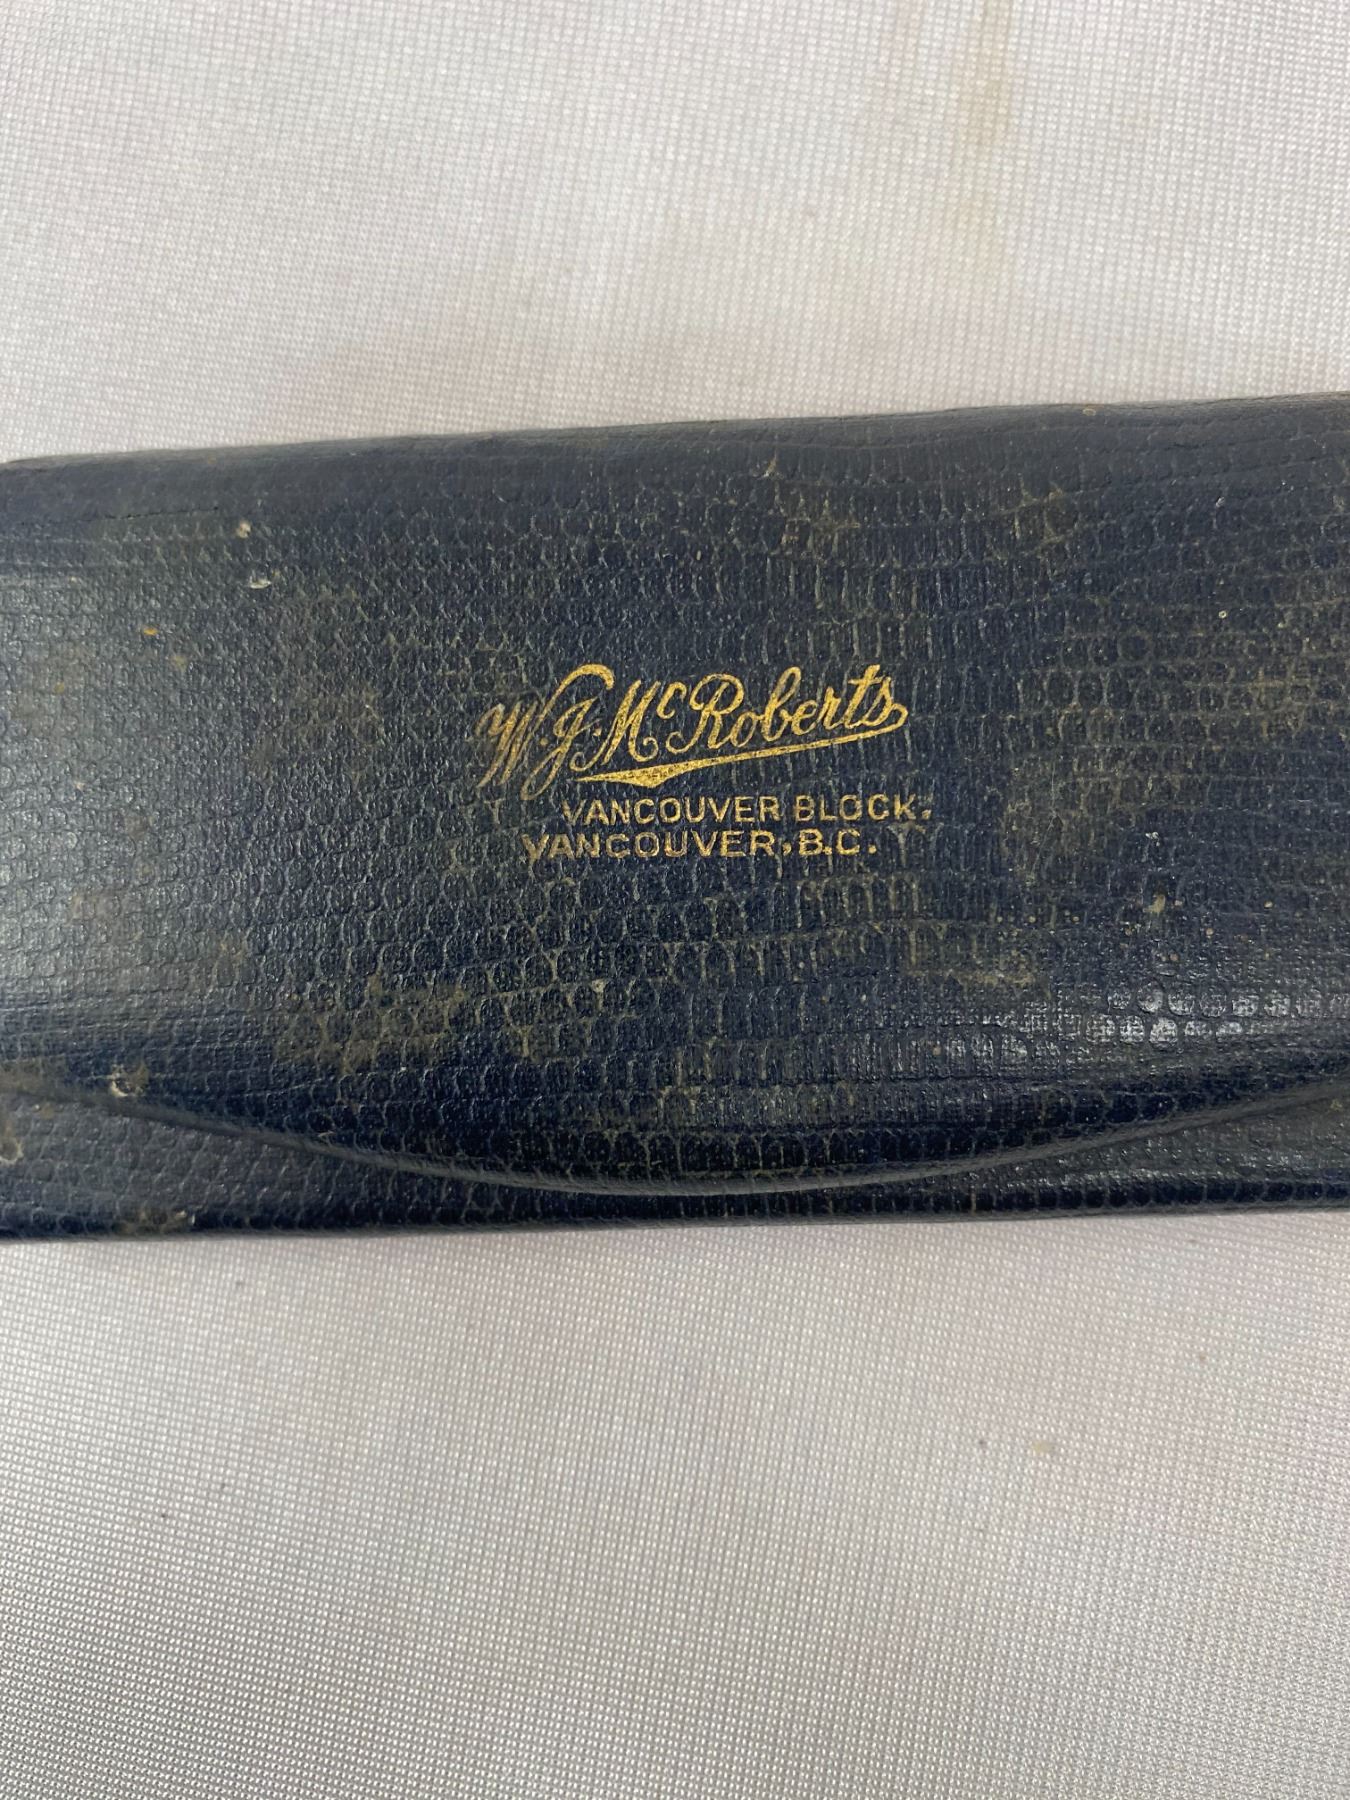 W. J. McRoberts
VANCOUVER BLOCK.
VANCOUVER, B.C.